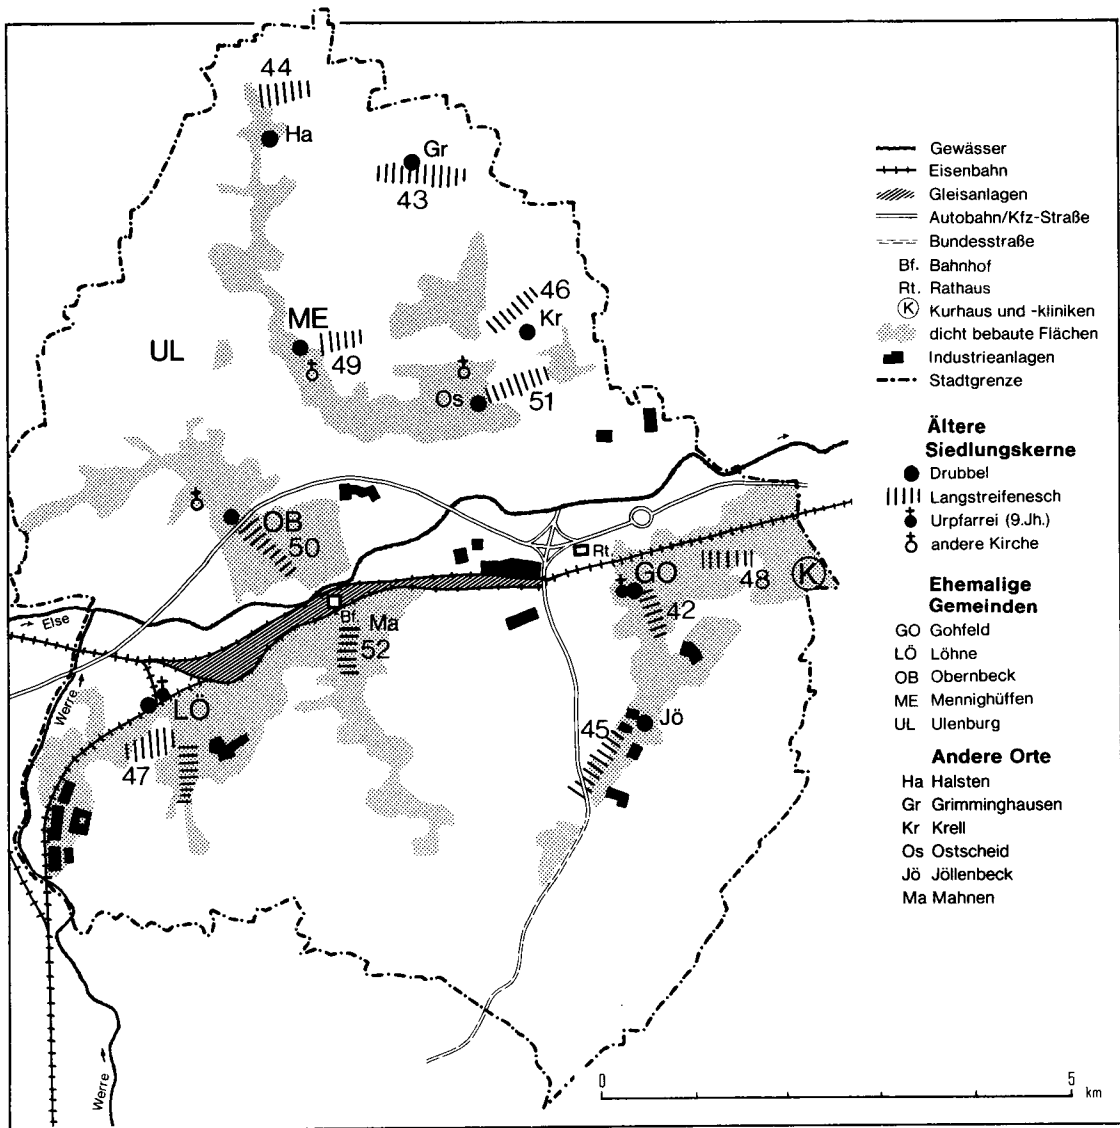 44
Ha
Gr
43
46
ME
Kr
UL
49
Os
51
OB
50
Rt.
GO
48
K
Else
Bf.
Ma
42
52
Werre
LÖ
Jö
45
47
Werre
0 5
km
Gewässer
Eisenbahn
Gleisanlagen
Autobahn/Kfz-Straße
Bundesstraße
Bf. Bahnhof
Rt. Rathaus
K Kurhaus und -kliniken
dicht bebaute Flächen
Industrieanlagen
Stadtgrenze
Ältere
Siedlungskerne
Drubbel
Langstreifenesch
Urpfarrei (9.Jh.)
andere Kirche
Ehemalige
Gemeinden
GO Gohfeld
LÖ Löhne
OB Obernbeck
ME Mennighüffen
UL Ulenburg
Andere Orte
Ha Halsten
Gr Grimminghausen
Kr Krell
Os Ostscheid
Jö Jöllenbeck
Ma Mahnen